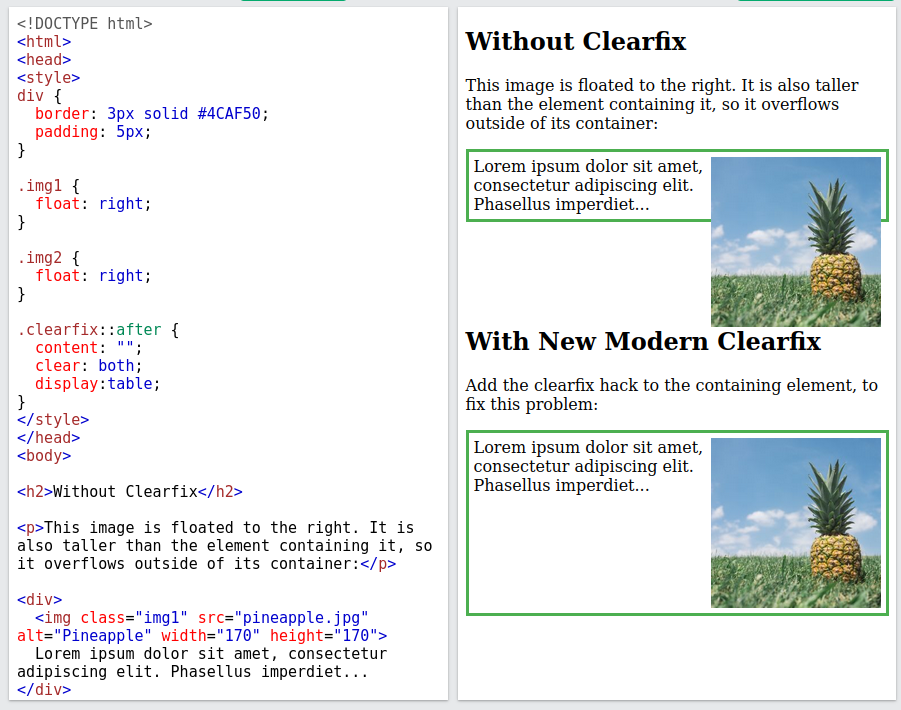 <!DOCTYPE html>
<html>
<head>
<style>
div {
  border: 3px solid #4CAF50;
  padding: 5px;
}

.img1 {
  float: right;
}

.img2 {
  float: right;
}

.clearfix::after {
  content: "";
  clear: both;
  display:table;
}
</style>
</head>
<body>

<h2>Without Clearfix</h2>

<p>This image is floated to the right. It is
also taller than the element containing it, so
it overflows outside of its container:</p>

<div>
  <img class="img1" src="pineapple.jpg"
alt="Pineapple" width="170" height="170">
  Lorem ipsum dolor sit amet, consectetur
adipiscing elit. Phasellus imperdiet...
</div>
Without Clearfix
This image is floated to the right. It is also taller
than the element containing it, so it overflows
outside of its container:
Lorem ipsum dolor sit amet,
consectetur adipiscing elit.
Phasellus imperdiet...
With New Modern Clearfix
Add the clearfix hack to the containing element, to
fix this problem:
Lorem ipsum dolor sit amet,
consectetur adipiscing elit.
Phasellus imperdiet...